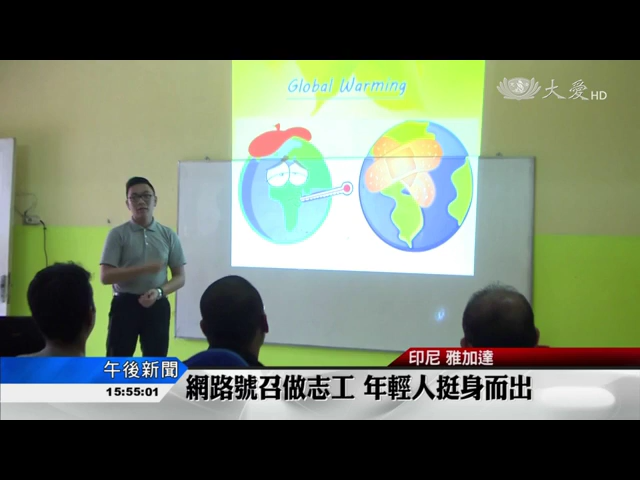 Global Warming
大愛HD
印尼 雅加達
午後新聞
15:55:01
網路號召做志工 年輕人挺身而出